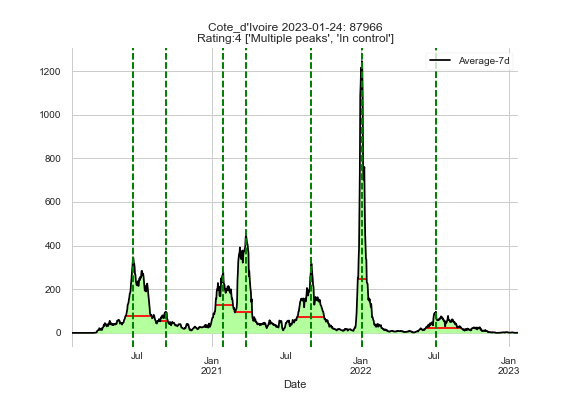 Cote_d'Ivoire 2023-01-24: 87966
Rating:4 ['Multiple peaks', 'In control']
Average-7d
1200
1000
800
600
400
200
0
Jul
Jan
2021
Jul
Jan
2022
Jul
Jan
2023
Date